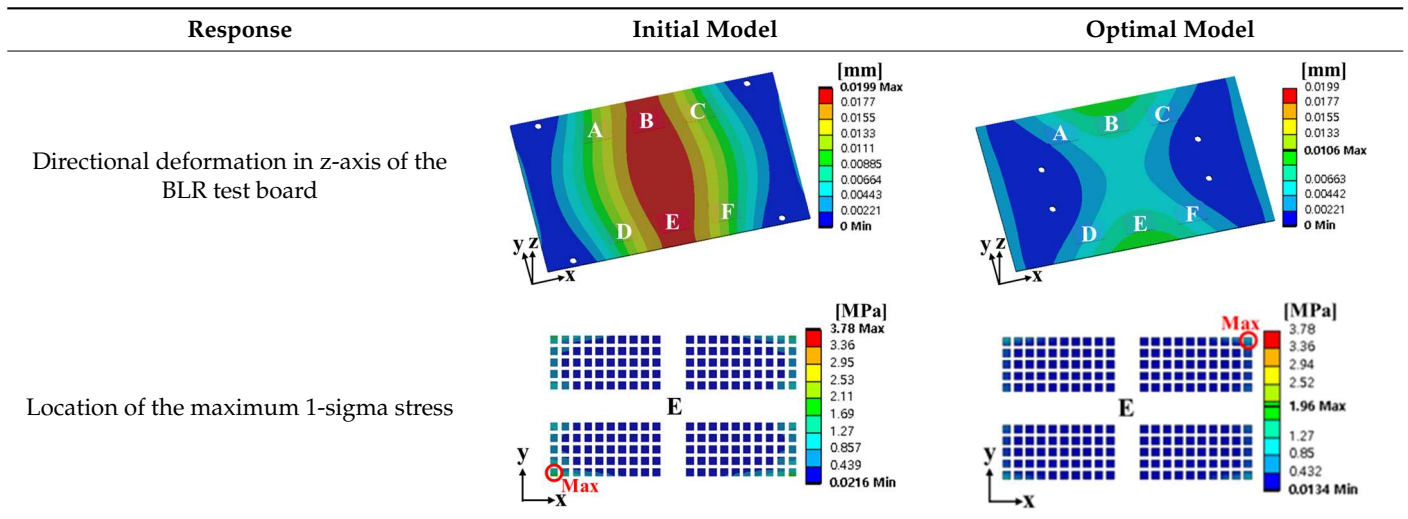 Response
Initial Model
Optimal Model
Directional deformation in z-axis of the
BLR test board
[mm]
0.0199 Max
0.0177
0.0155
0.0133
0.0111
0.00885
0.00664
0.00443
0.00221
0 Min
A
B
C
D
E
F
y
z
x
[mm]
0.0199
0.0177
0.0155
0.0133
0.0106 Max
0.00663
0.00442
0.00221
0 Min
A
B
C
D
E
F
y
z
x
Location of the maximum 1-sigma stress
[MPa]
3.78 Max
3.36
2.95
2.53
2.11
1.69
1.27
0.857
0.439
0.0216 Min
E
y
x
Max
[MPa]
3.78
3.36
2.94
2.52
1.96 Max
1.27
0.85
0.432
0.0134 Min
Max
E
y
x